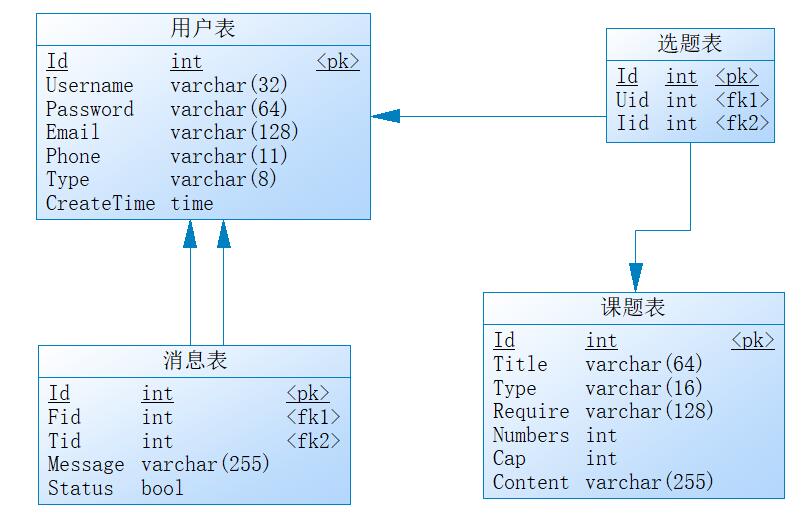 用户表
Id int <pk>
Username varchar(32)
Password varchar(64)
Email varchar(128)
Phone varchar(11)
Type varchar(8)
CreateTime time
选题表
Id int <pk>
Uid int <fk1>
Iid int <fk2>
消息表
Id int <pk>
Fid int <fk1>
Tid int <fk2>
Message varchar(255)
Status bool
课题表
Id int <pk>
Title varchar(64)
Type varchar(16)
Require varchar(128)
Numbers int
Cap int
Content varchar(255)